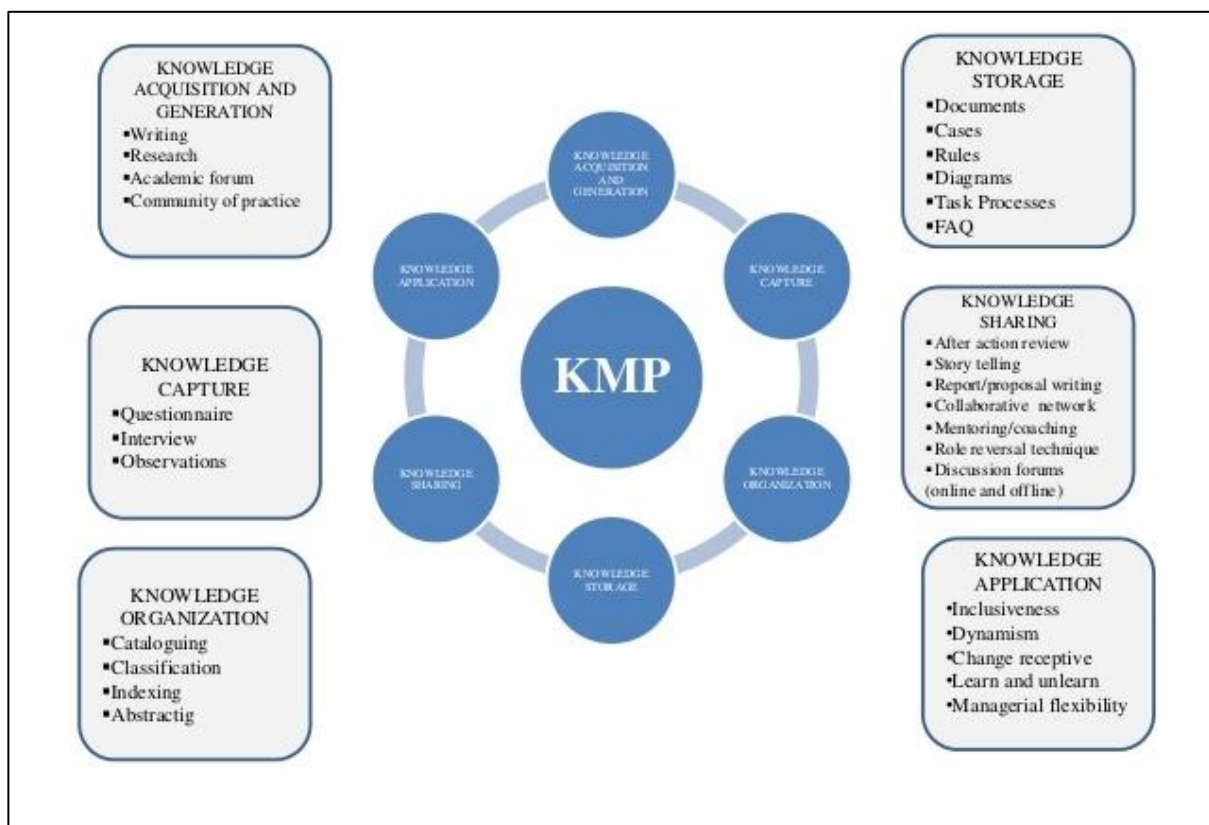 KNOWLEDGE
ACQUISITION AND
GENERATION
▪Writing
▪Research
▪Academic forum
▪Community of practice
KNOWLEDGE
CAPTURE
▪Questionnaire
▪Interview
▪Observations
KNOWLEDGE
ORGANIZATION
▪Cataloguing
▪Classification
▪Indexing
▪Abstractig
KNOWLEDGE
ACQUISITION
AND
GENERATION
KNOWLEDGE
CAPTURE
KNOWLEDGE
ORGANIZATION
KNOWLEDGE
STORAGE
KNOWLEDGE
SHARING
KNOWLEDGE
APPLICATION
KMP
KNOWLEDGE
STORAGE
▪Documents
▪Cases
▪Rules
▪Diagrams
▪Task Processes
▪FAQ
KNOWLEDGE
SHARING
▪After action review
▪Story telling
▪Report/proposal writing
▪Collaborative network
▪Mentoring/coaching
▪Role reversal technique
▪Discussion forums
(online and offline)
KNOWLEDGE
APPLICATION
•Inclusiveness
•Dynamism
•Change receptive
•Learn and unlearn
•Managerial flexibility